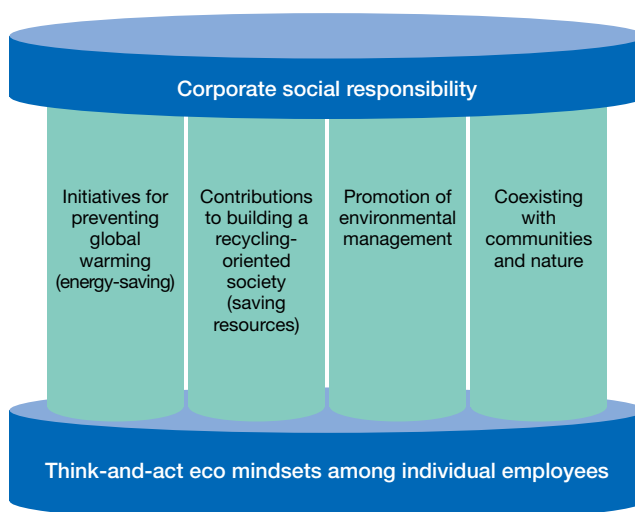 Corporate social responsibility
Initiatives for
preventing
global
warming
(energy-saving)
Contributions
to building a
recycling-
oriented
society
(saving
resources)
Promotion of
environmental
management
Coexisting
with
communities
and nature
Think-and-act eco mindsets among individual employees